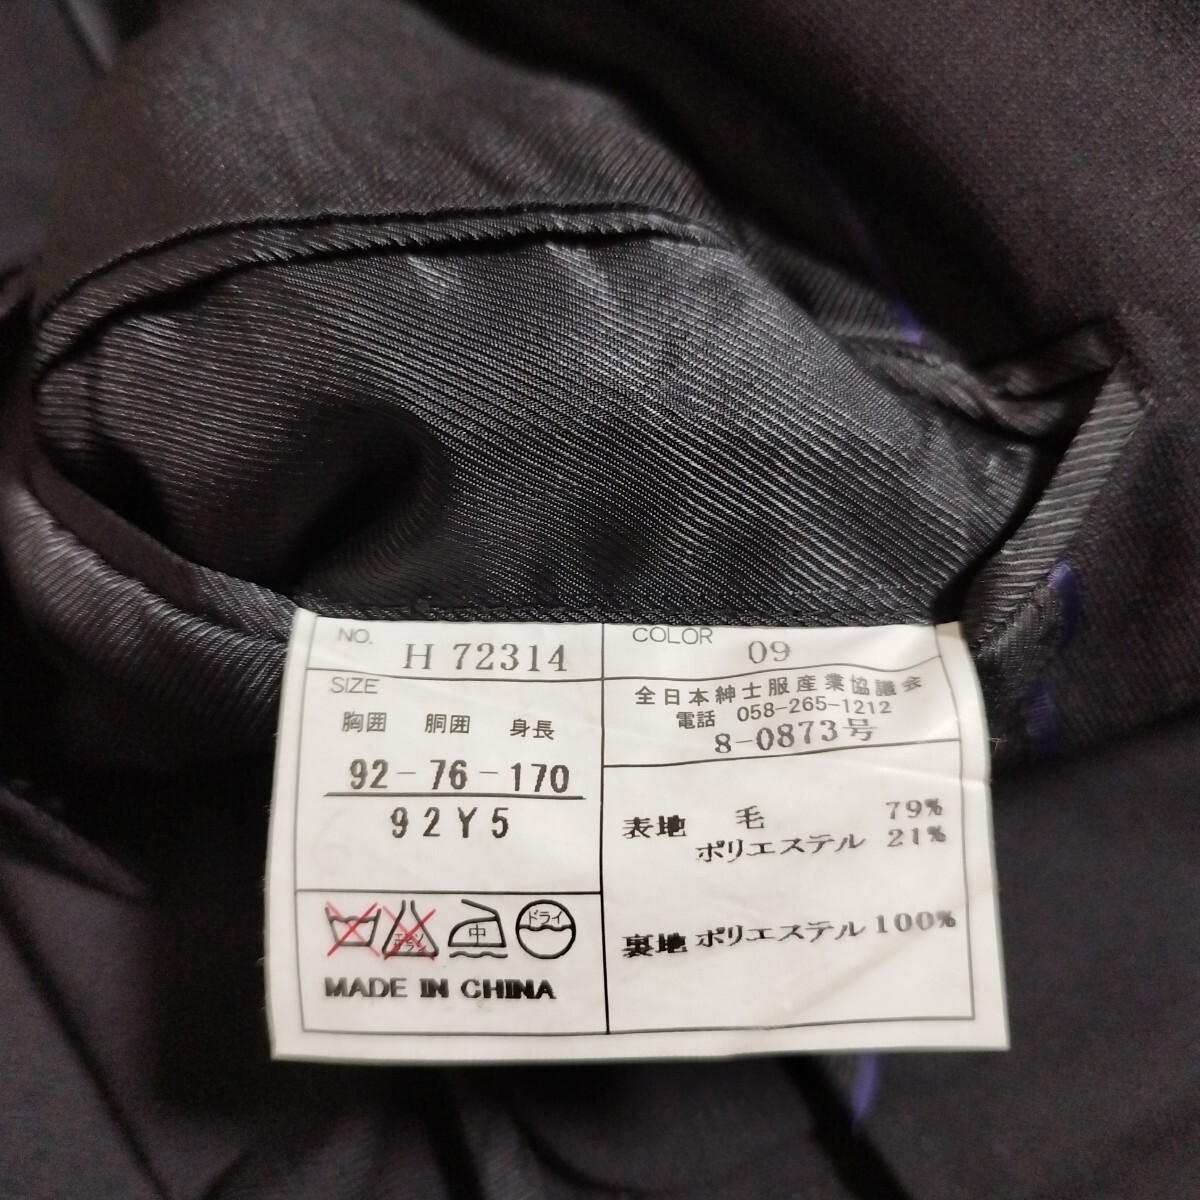 NO. H 72314
SIZE
胸囲 胴囲 身長
92-76-170
92Y5
中 ドライ
MADE IN CHINA
COLOR 09
全日本紳士服産業協議会
電話 058-265-1212
8-0873号
表地 毛 79%
ポリエステル 21%
裏地 ポリエステル 100%